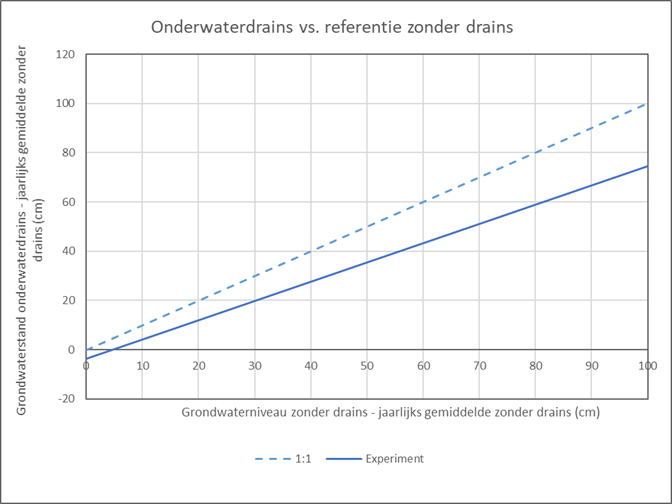 Onderwaterdrains vs. referentie zonder drains
Grondwaterstand onderwaterdrains - jaarlijks gemiddelde zonder
drains (cm)
120
100
80
60
40
20
0
-20
0 10 20 30 40 50 60 70 80 90 100
Grondwaterniveau zonder drains - jaarlijks gemiddelde zonder drains (cm)
1:1 Experiment